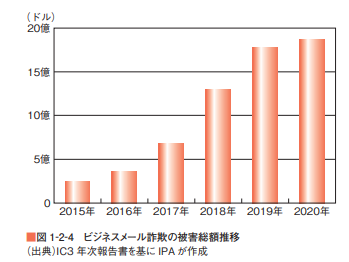 (ドル)
20億
15億
10億
5億
0
2015年 2016年 2017年 2018年 2019年 2020年
■図 1-2-4 ビジネスメール詐欺の被害総額推移
(出典)IC3 年次報告書を基に IPA が作成